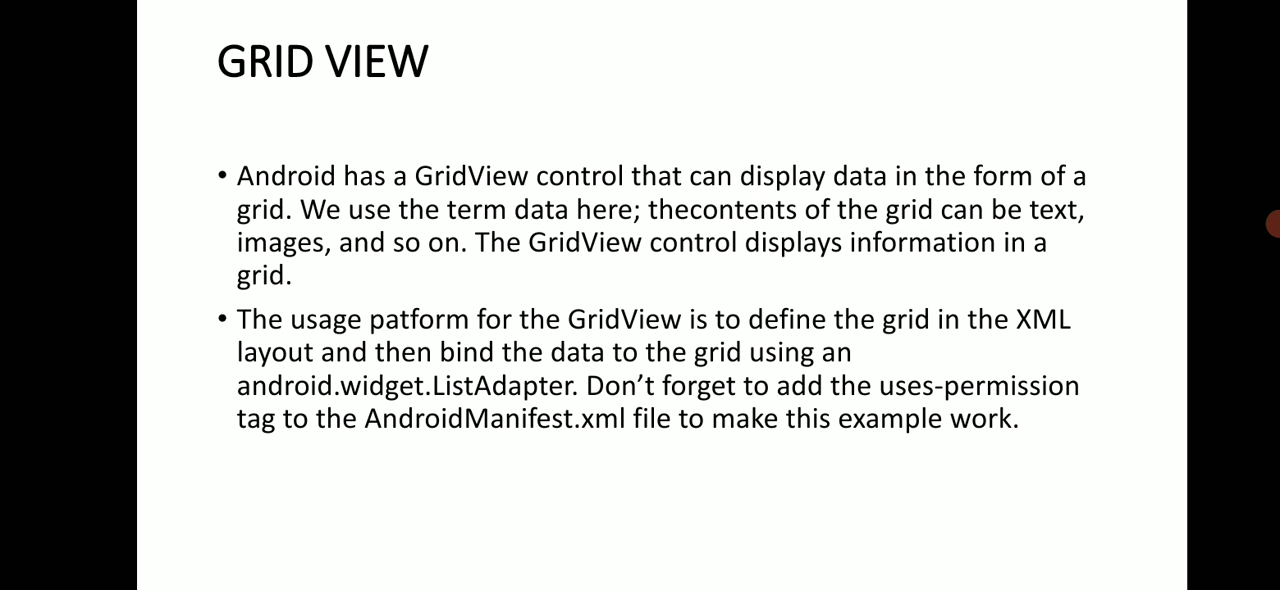 GRID VIEW
• Android has a GridView control that can display data in the form of a
grid. We use the term data here; thecontents of the grid can be text,
images, and so on. The GridView control displays information in a
grid.
• The usage patform for the GridView is to define the grid in the XML
layout and then bind the data to the grid using an
android.widget.ListAdapter. Don’t forget to add the uses-permission
tag to the AndroidManifest.xml file to make this example work.